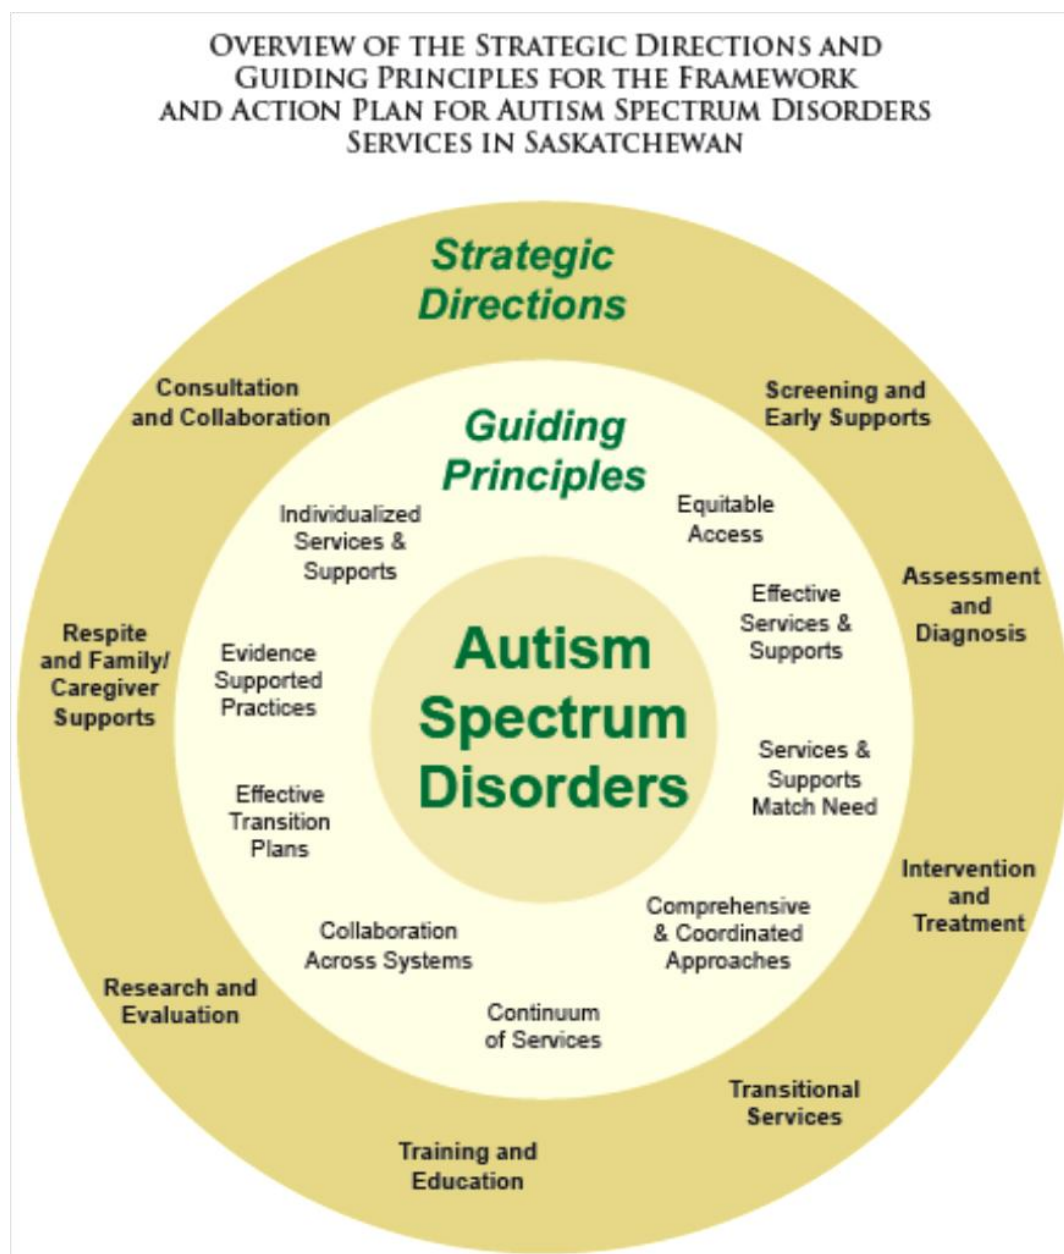 OVERVIEW OF THE STRATEGIC DIRECTIONS AND
GUIDING PRINCIPLES FOR THE FRAMEWORK
AND ACTION PLAN FOR AUTISM SPECTRUM DISORDERS
SERVICES IN SASKATCHEWAN
Strategic
Directions
Screening and
Early Supports
Assessment
and
Diagnosis
Intervention
and
Treatment
Transitional
Services
Training and
Education
Research and
Evaluation
Respite
and Family/
Caregiver
Supports
Consultation
and Collaboration
Guiding
Principles
Equitable
Access
Effective
Services &
Supports
Services &
Supports
Match Need
Comprehensive
& Coordinated
Approaches
Continuum
of Services
Collaboration
Across Systems
Effective
Transition
Plans
Evidence
Supported
Practices
Individualized
Services &
Supports
Autism
Spectrum
Disorders